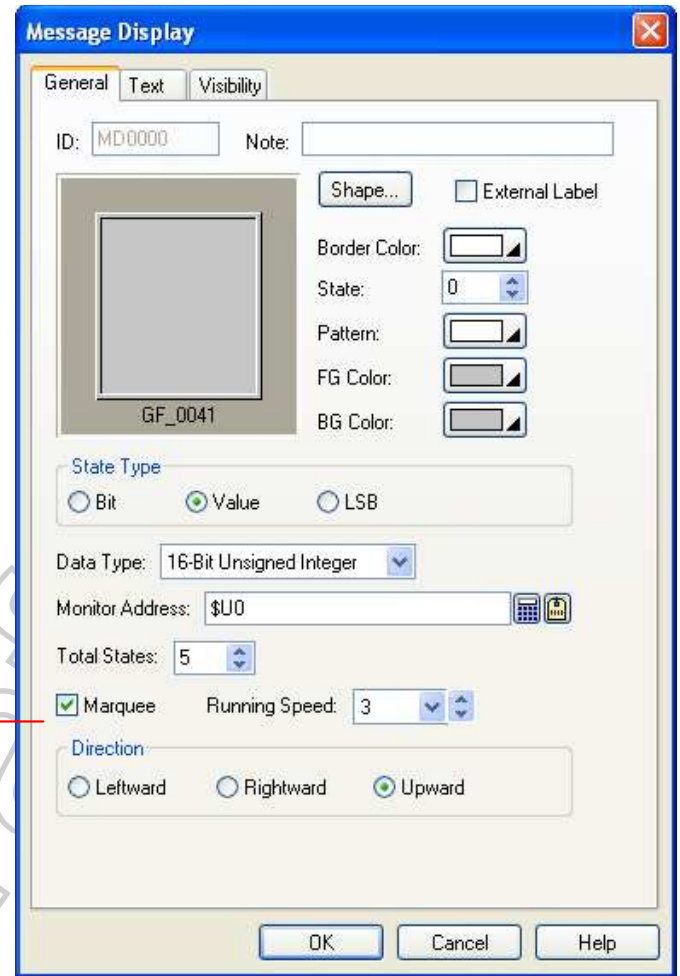 Message Display
General Text Visibility
ID: MD0000 Note:
Shape... External Label
Border Color:
State: 0
Pattern:
FG Color:
GF_0041
BG Color:
State Type
Bit Value LSB
Data Type: 16-Bit Unsigned Integer
Monitor Address: $U0
Total States: 5
Marquee Running Speed: 3
Direction
Leftward Rightward Upward
OK Cancel Help